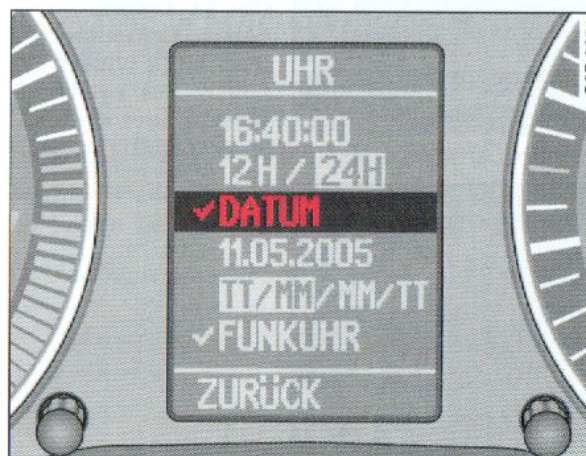 UHR
16:40:00
12H / 24H
✓DATUM
11.05.2005
TT/MM/MM/TT
✓FUNKUHR
ZURÜCK